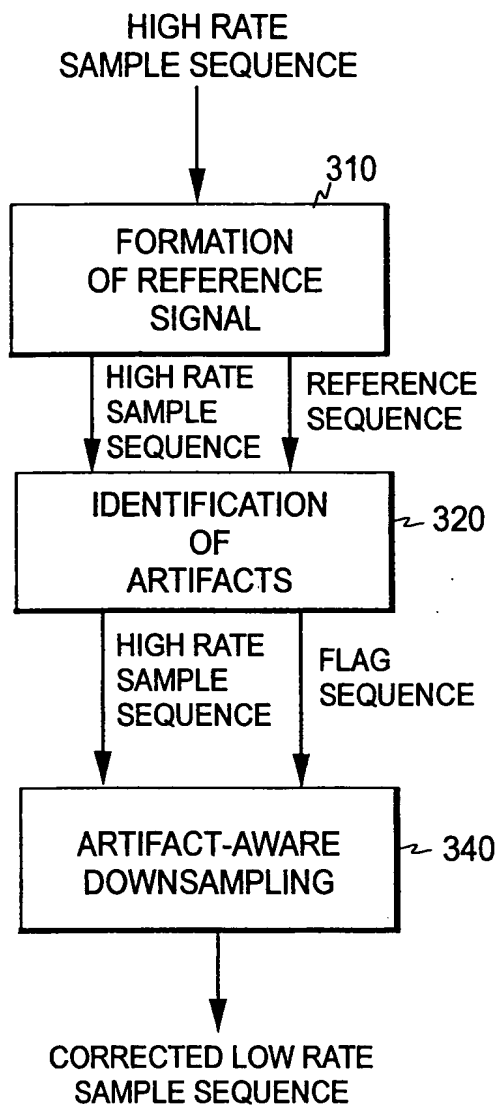 HIGH RATE
SAMPLE SEQUENCE
310
FORMATION
OF REFERENCE
SIGNAL
HIGH RATE
SAMPLE
SEQUENCE
REFERENCE
SEQUENCE
IDENTIFICATION
OF
ARTIFACTS
320
HIGH RATE
SAMPLE
SEQUENCE
FLAG
SEQUENCE
ARTIFACT-AWARE
DOWNSAMPLING
340
CORRECTED LOW RATE
SAMPLE SEQUENCE